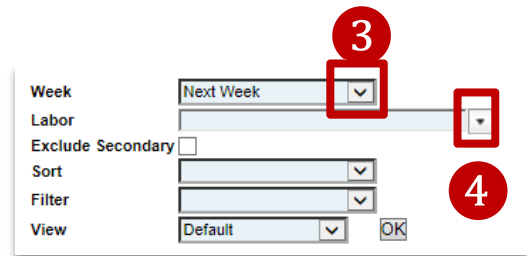 3
Week Next Week
Labor
Exclude Secondary
Sort
4
Filter
View Default OK